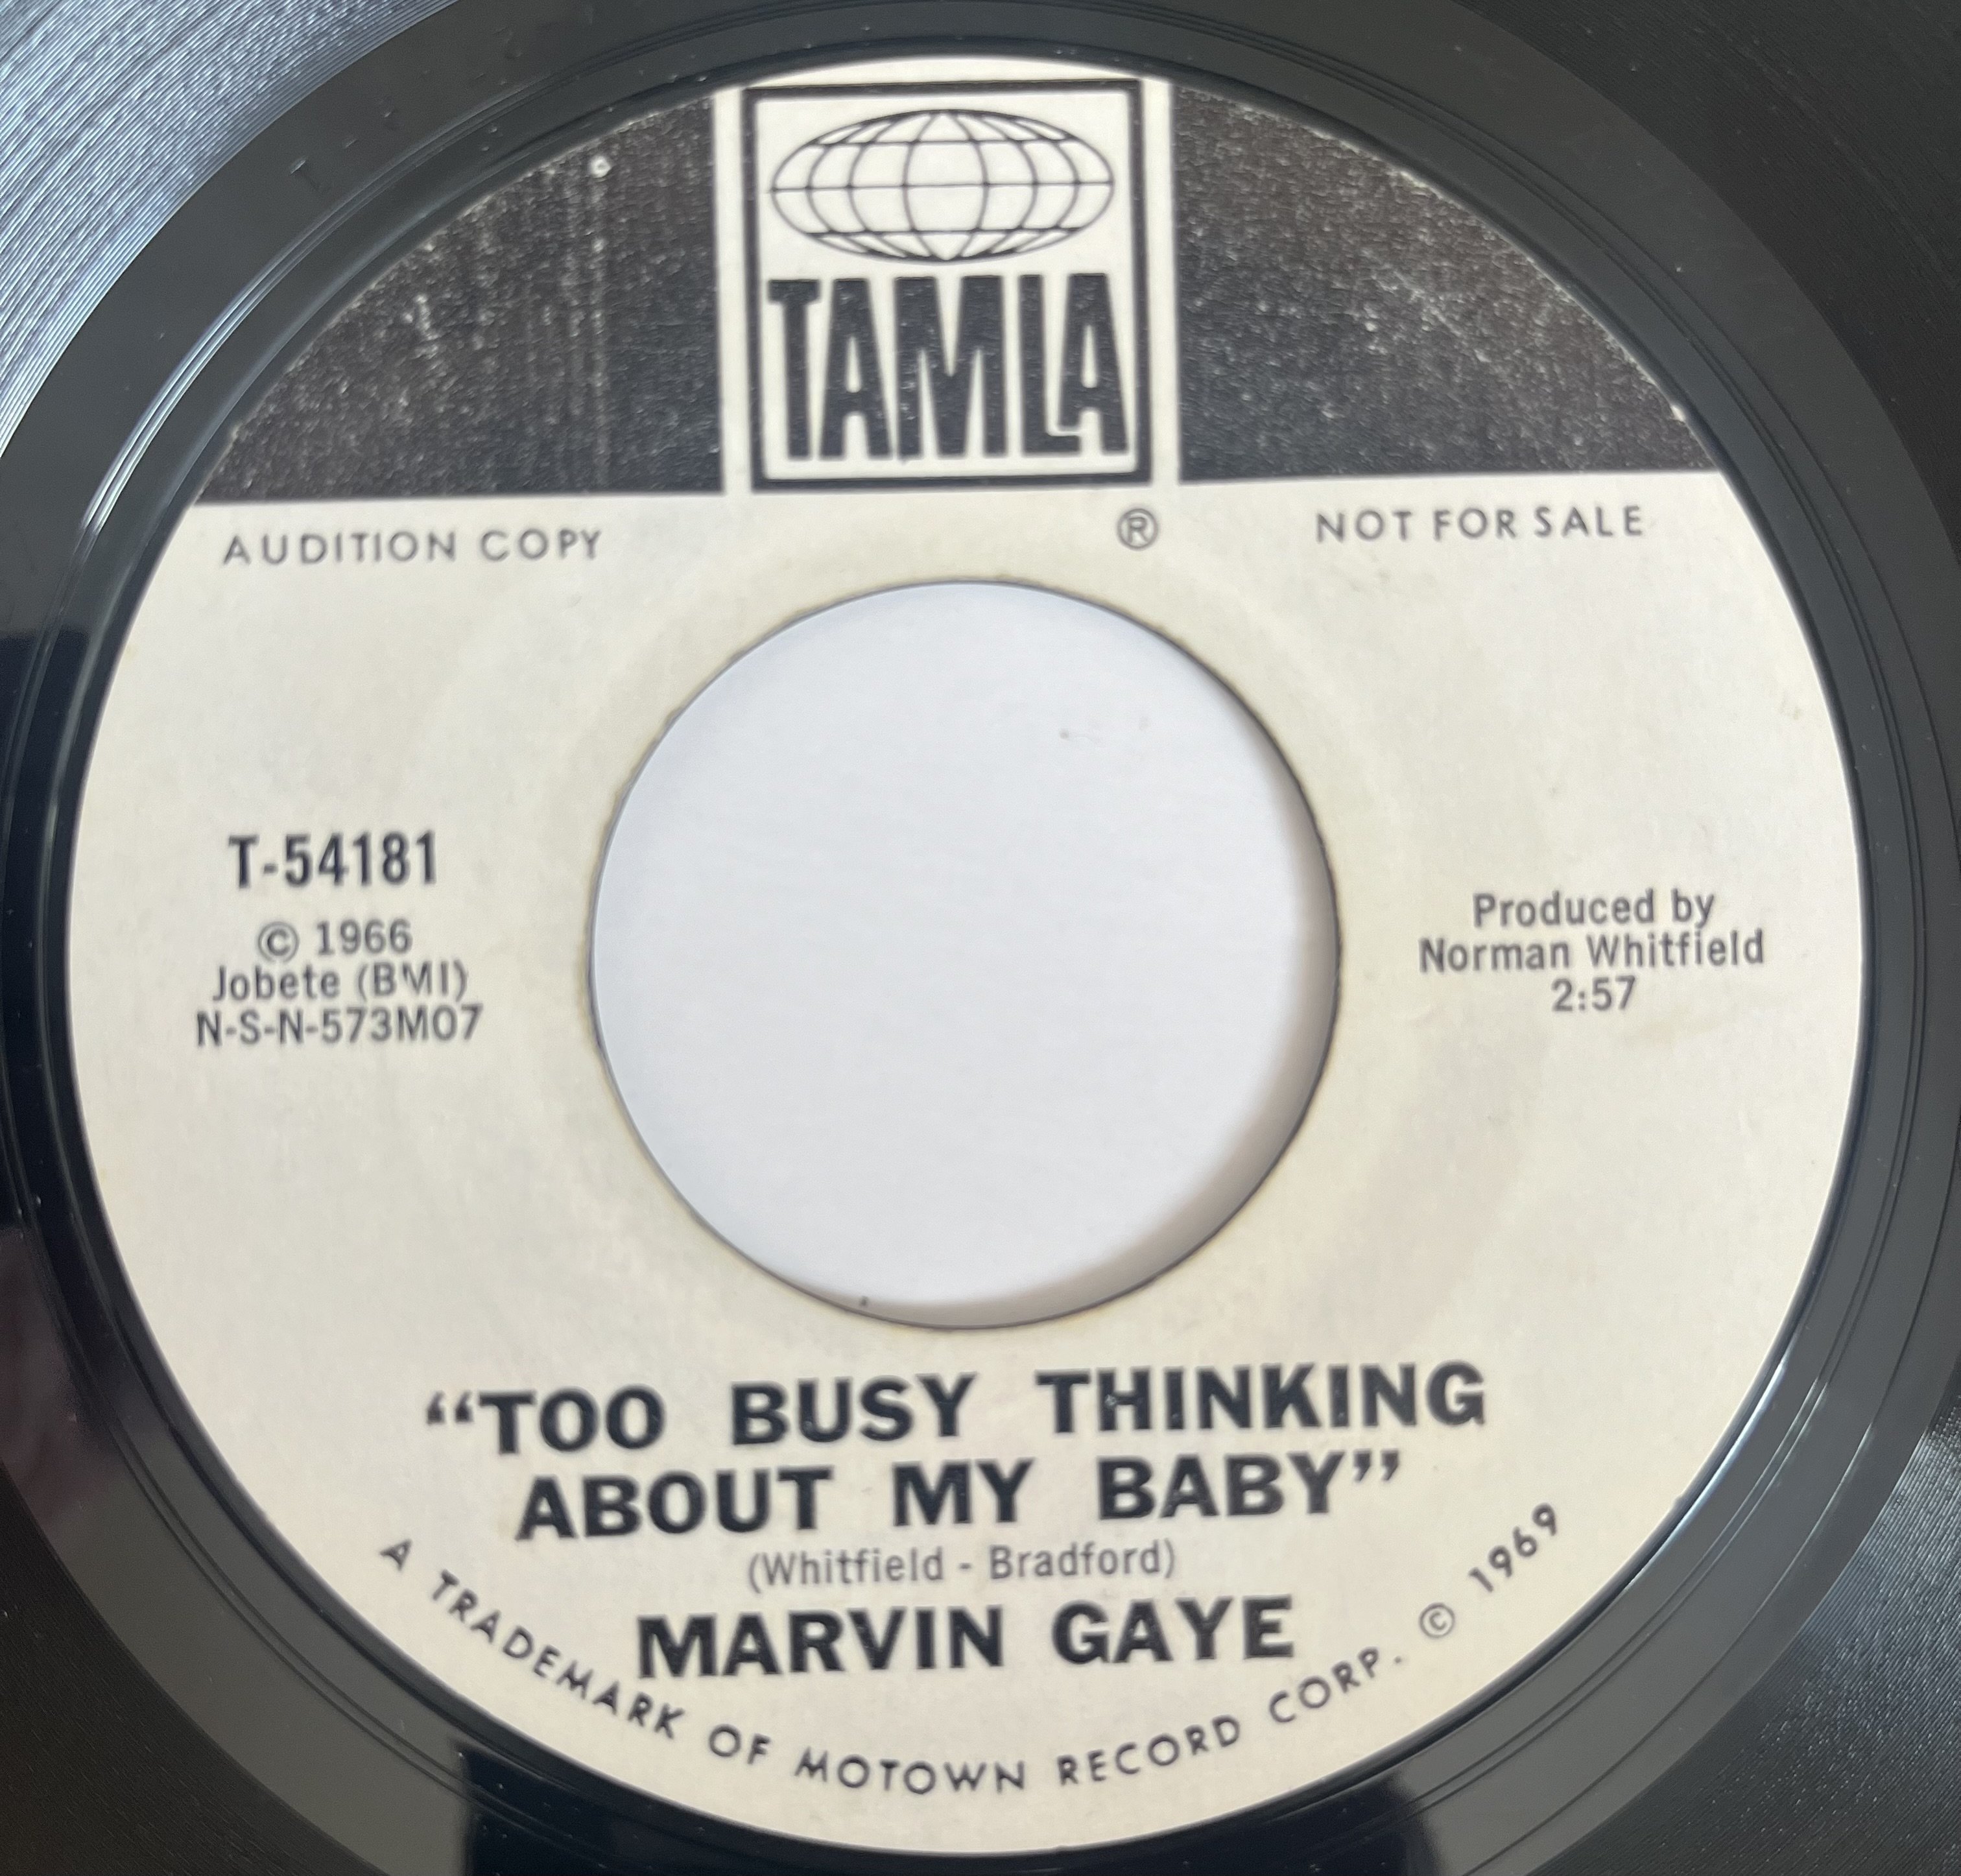 TAMLA
®
AUDITION COPY
NOT FOR SALE
T-54181
© 1966
Jobete (BMI)
N-S-N-573M07
Produced by
Norman Whitfield
2:57
“TOO BUSY THINKING
ABOUT MY BABY”
(Whitfield - Bradford)
MARVIN GAYE
A TRADEMARK OF MOTOWN RECORD CORP. © 1969